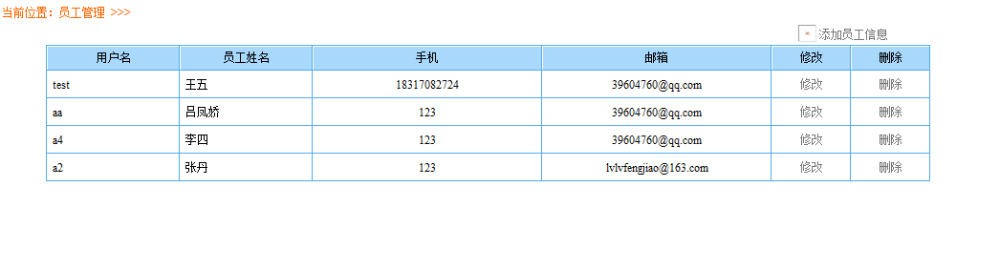 当前位置：员工管理 >>>
添加员工信息
用户名 员工姓名 手机 邮箱 修改 删除
test 王五 18317082724 39604760@qq.com 修改 删除
aa 吕凤娇 123 39604760@qq.com 修改 删除
a4 李四 123 39604760@qq.com 修改 删除
a2 张丹 123 lvlvfengjiao@163.com 修改 删除